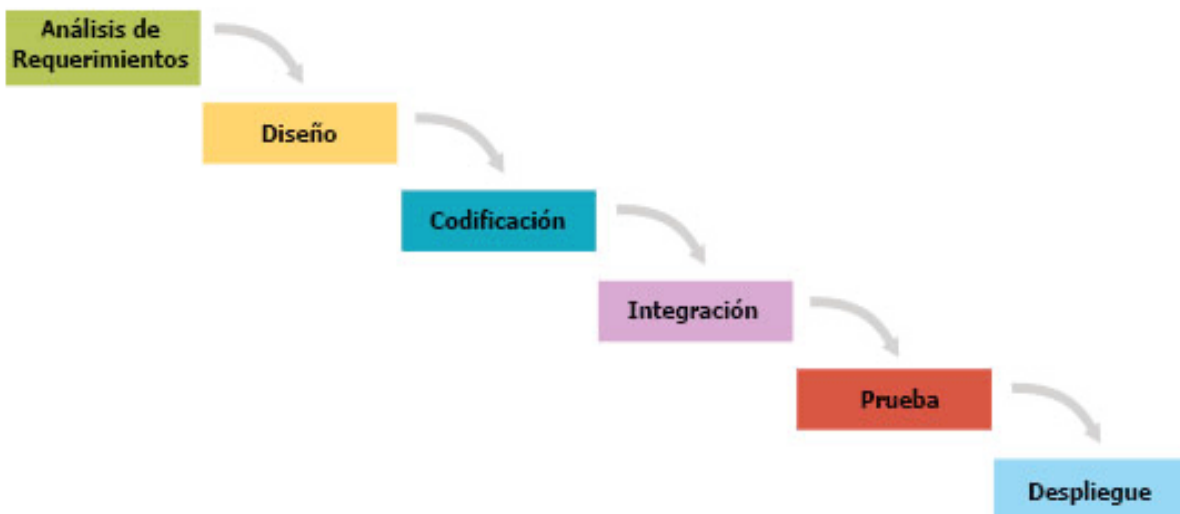 Análisis de
Requerimientos
Diseño
Codificación
Integración
Prueba
Despliegue